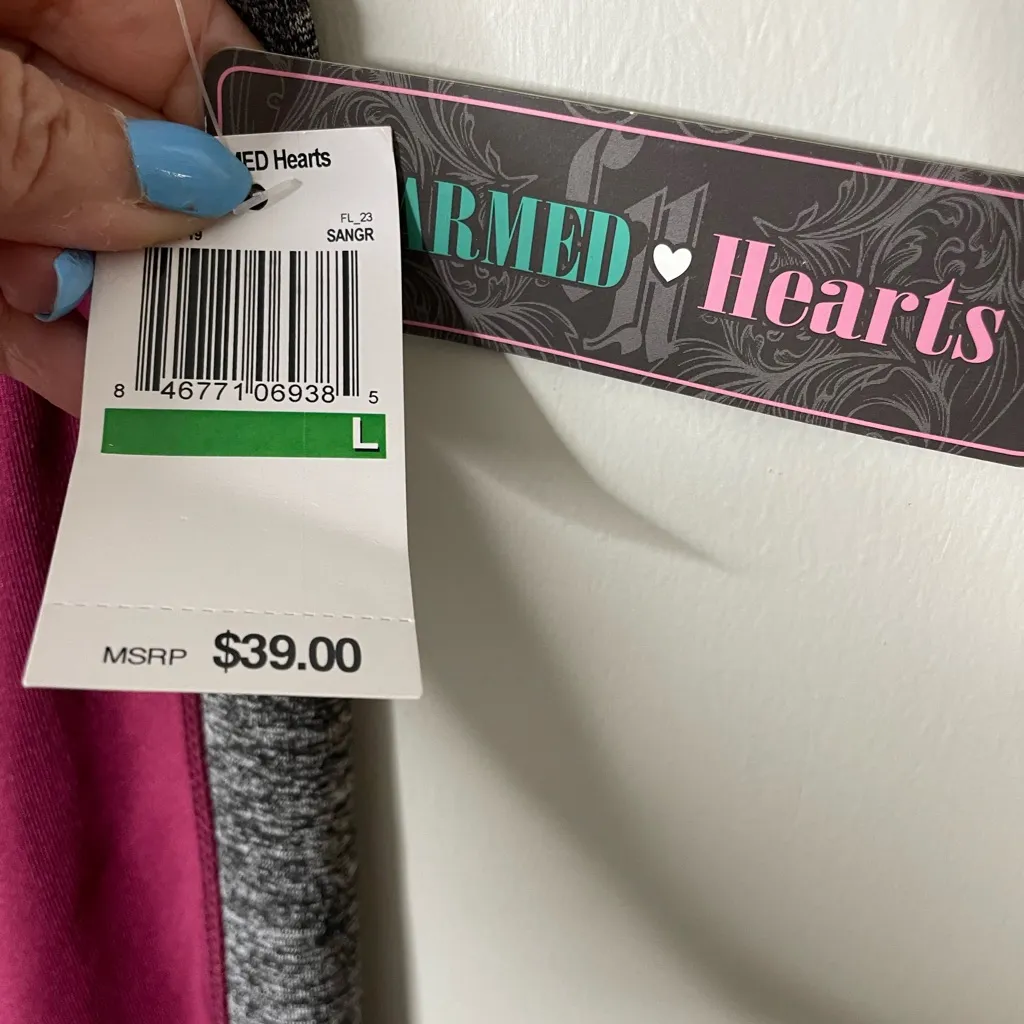 MED Hearts
FL_23
SANGR
8 46771 06938 5
L
MSRP $39.00
ARMED Hearts